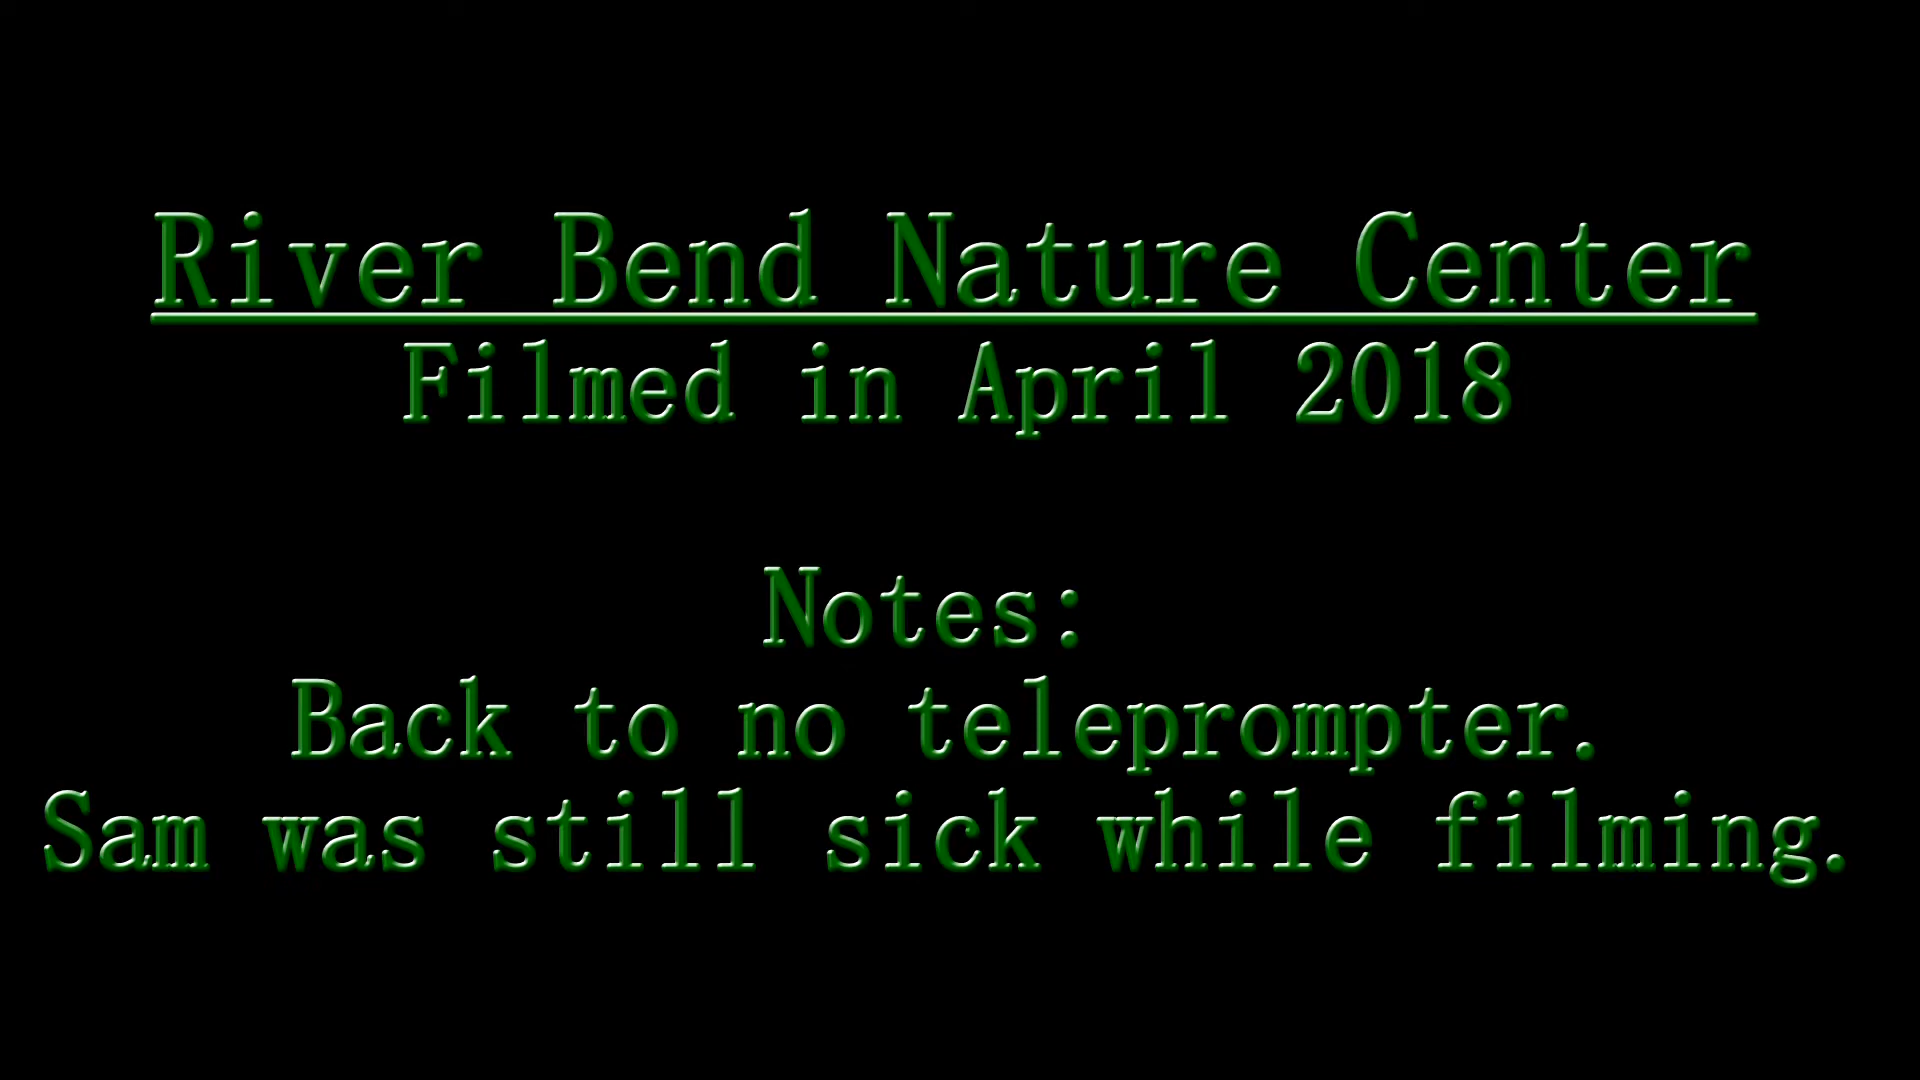 River Bend Nature Center
Filmed in April 2018
Notes:
Back to no teleprompter.
Sam was still sick while filming.